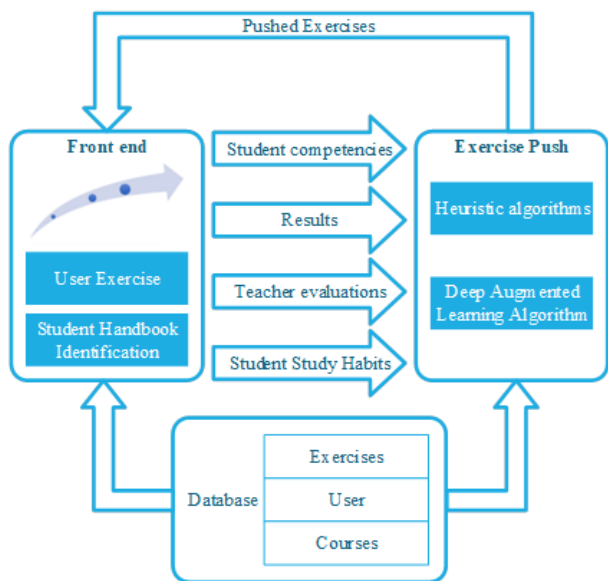 Pushed Exercises
Front end
User Exercise
Student Handbook
Identification
Student competencies
Results
Teacher evaluations
Student Study Habits
Exercise Push
Heuristic algorithms
Deep Augmented
Learning Algorithm
Database
Exercises
User
Courses